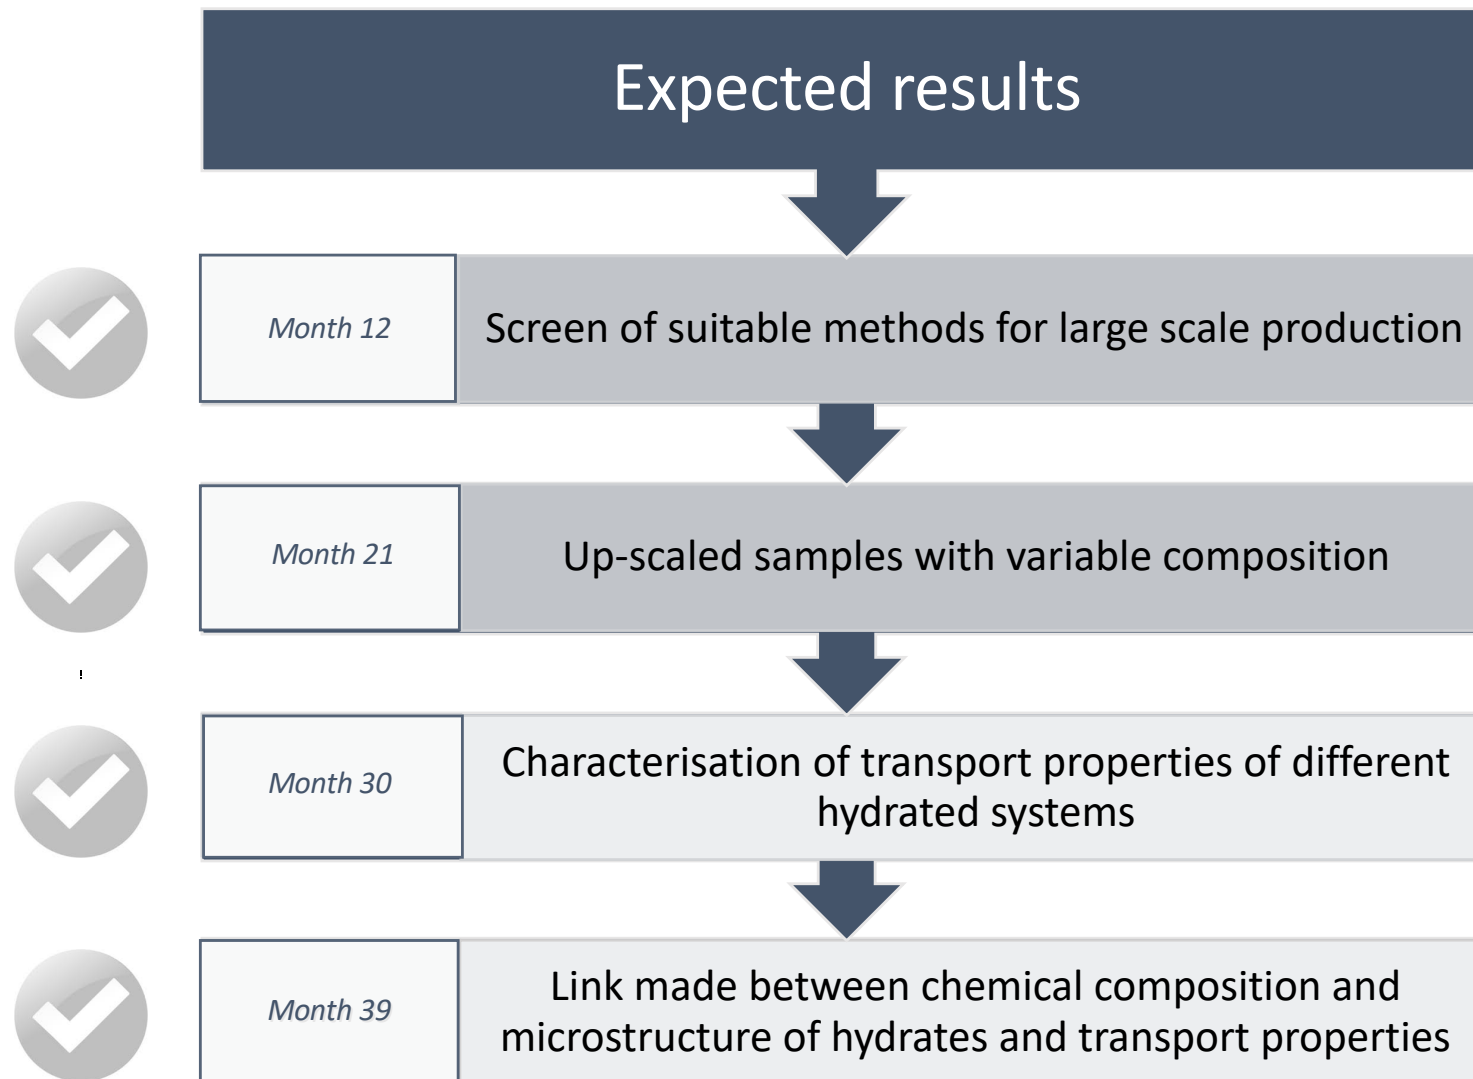 Expected results
Month 12
Screen of suitable methods for large scale production
Month 21
Up-scaled samples with variable composition
!
Month 30
Characterisation of transport properties of different
hydrated systems
Month 39
Link made between chemical composition and
microstructure of hydrates and transport properties